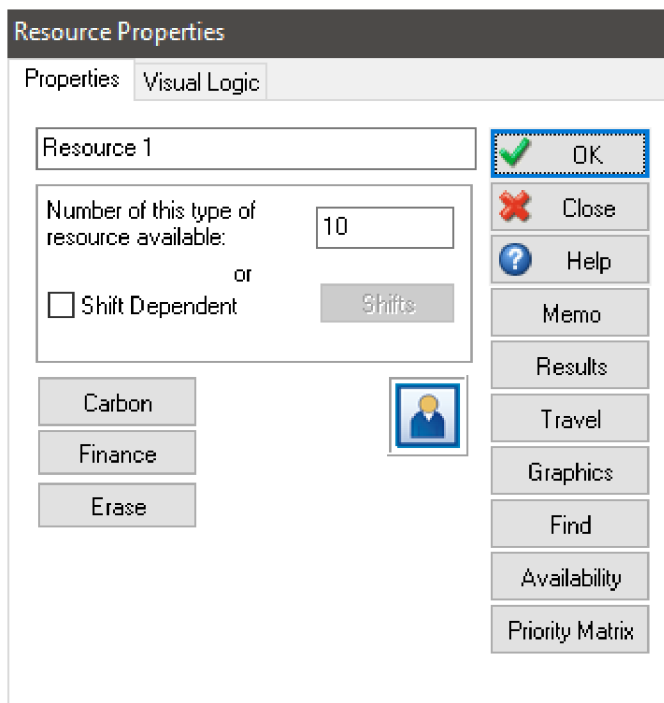 Resource Properties
Properties
Visual Logic
Resource 1
Number of this type of
resource available:
10
or
Shift Dependent
Shifts
Carbon
Finance
Erase
OK
Close
Help
Memo
Results
Travel
Graphics
Find
Availability
Priority Matrix